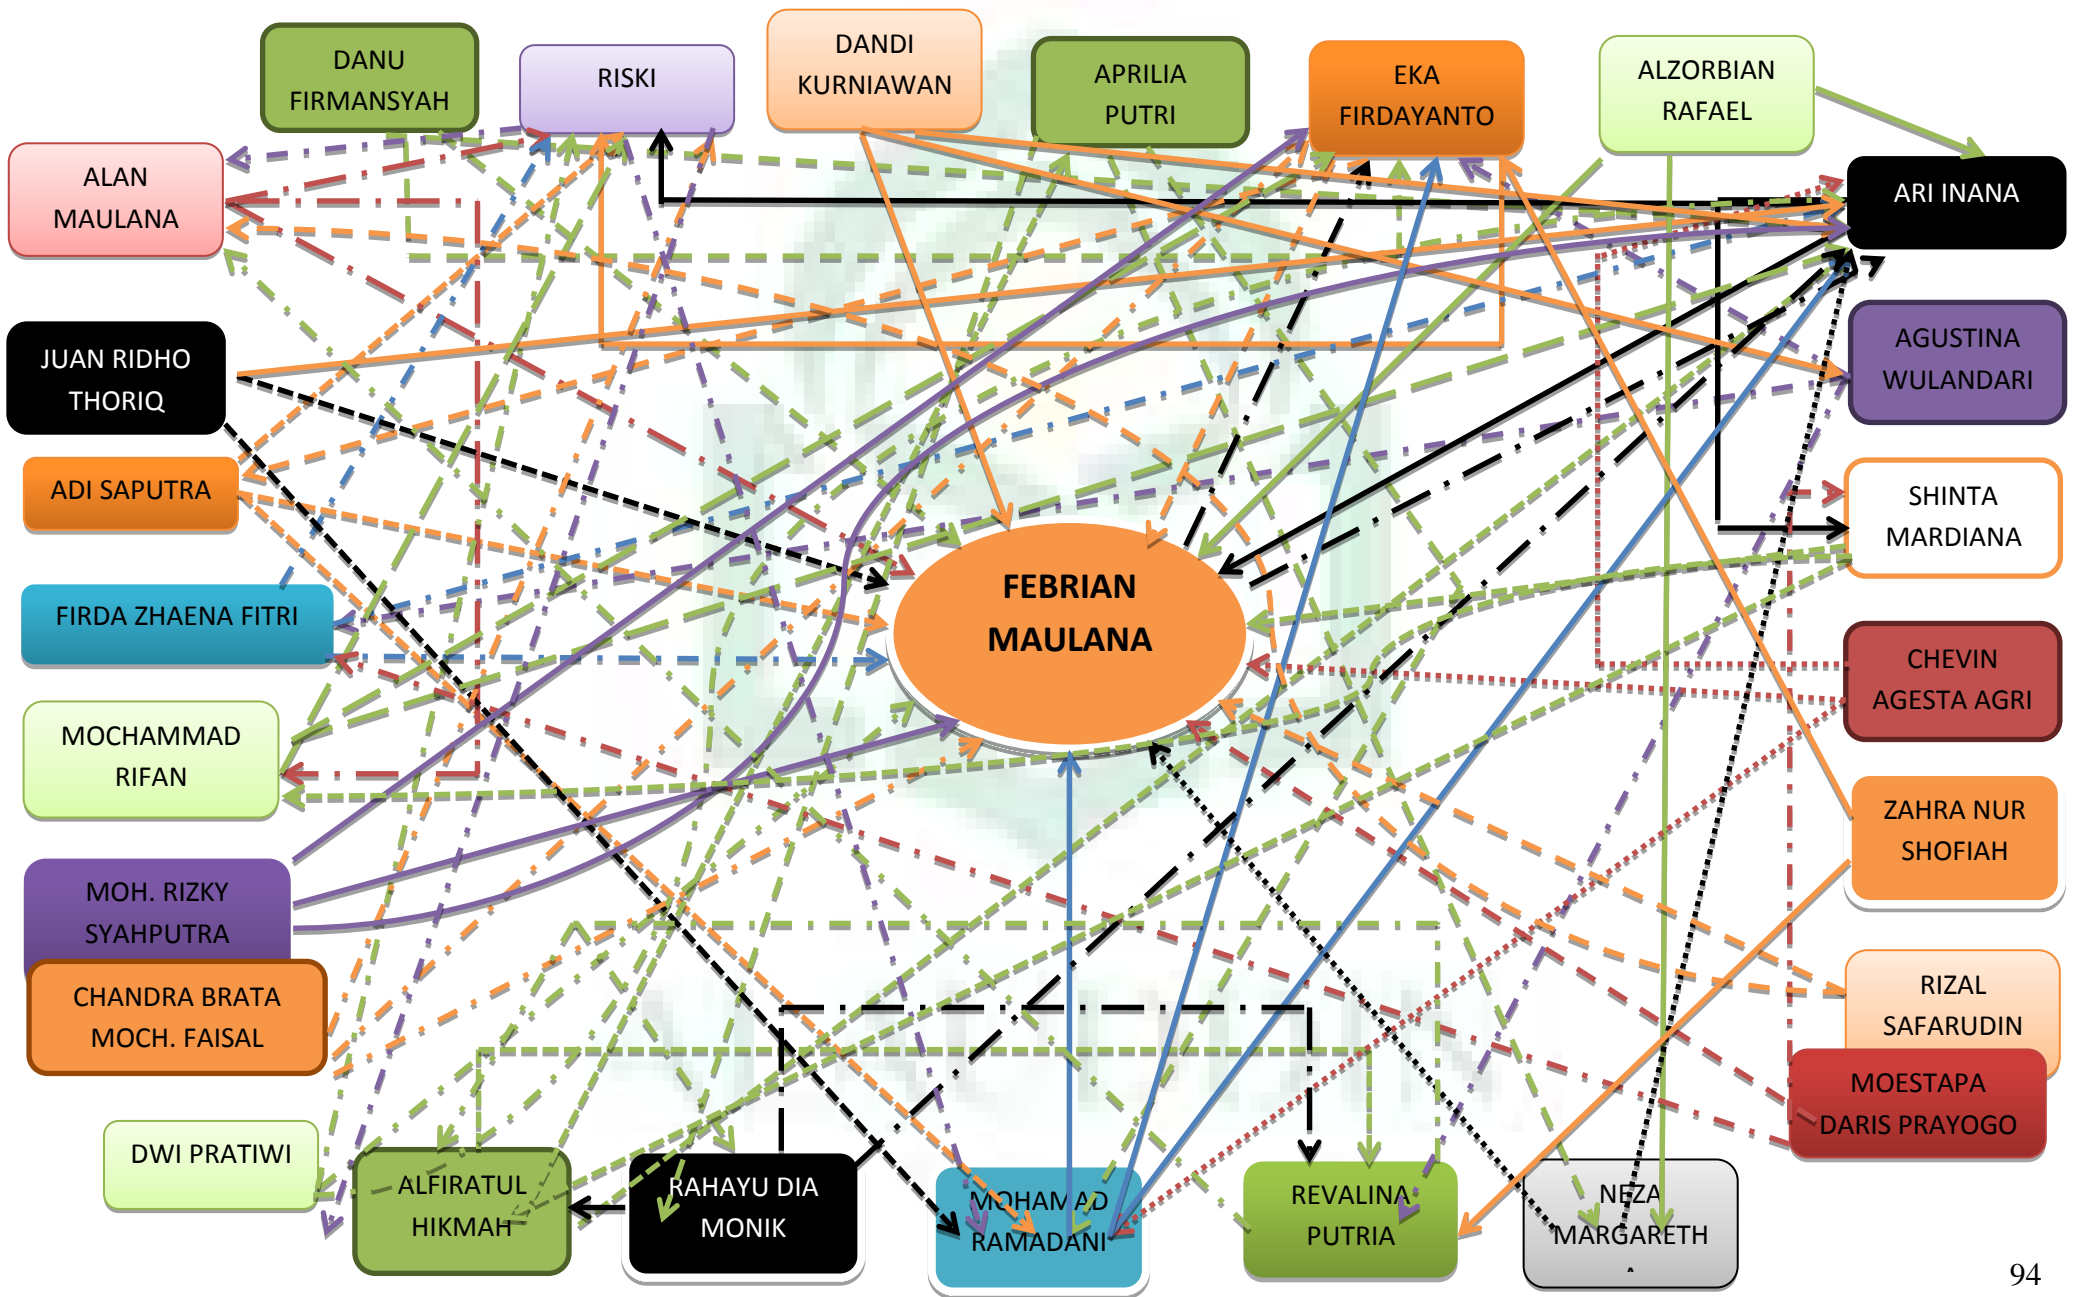 DANU
FIRMANSYAH
RISKI
DANDI
KURNIAWAN
APRILIA
PUTRI
EKA
FIRDAYANTO
ALZORBIAN
RAFAEL
ALAN
MAULANA
ARI INANA
JUAN RIDHO
THORIQ
AGUSTINA
WULANDARI
ADI SAPUTRA
SHINTA
MARDIANA
FEBRIAN
MAULANA
FIRDA ZHAENA FITRI
CHEVIN
AGESTA AGRI
MOCHAMMAD
RIFAN
ZAHRA NUR
SHOFIAH
MOH. RIZKY
SYAHPUTRA
CHANDRA BRATA
MOCH. FAISAL
RIZAL
SAFARUDIN
MOESTAPA
DARIS PRAYOGO
DWI PRATIWI
ALFIRATUL
HIKMAH
RAHAYU DIA
MONIK
MOHAMAD
RAMADANI
REVALINA
PUTRIA
NEZA
MARGARETH
A
94